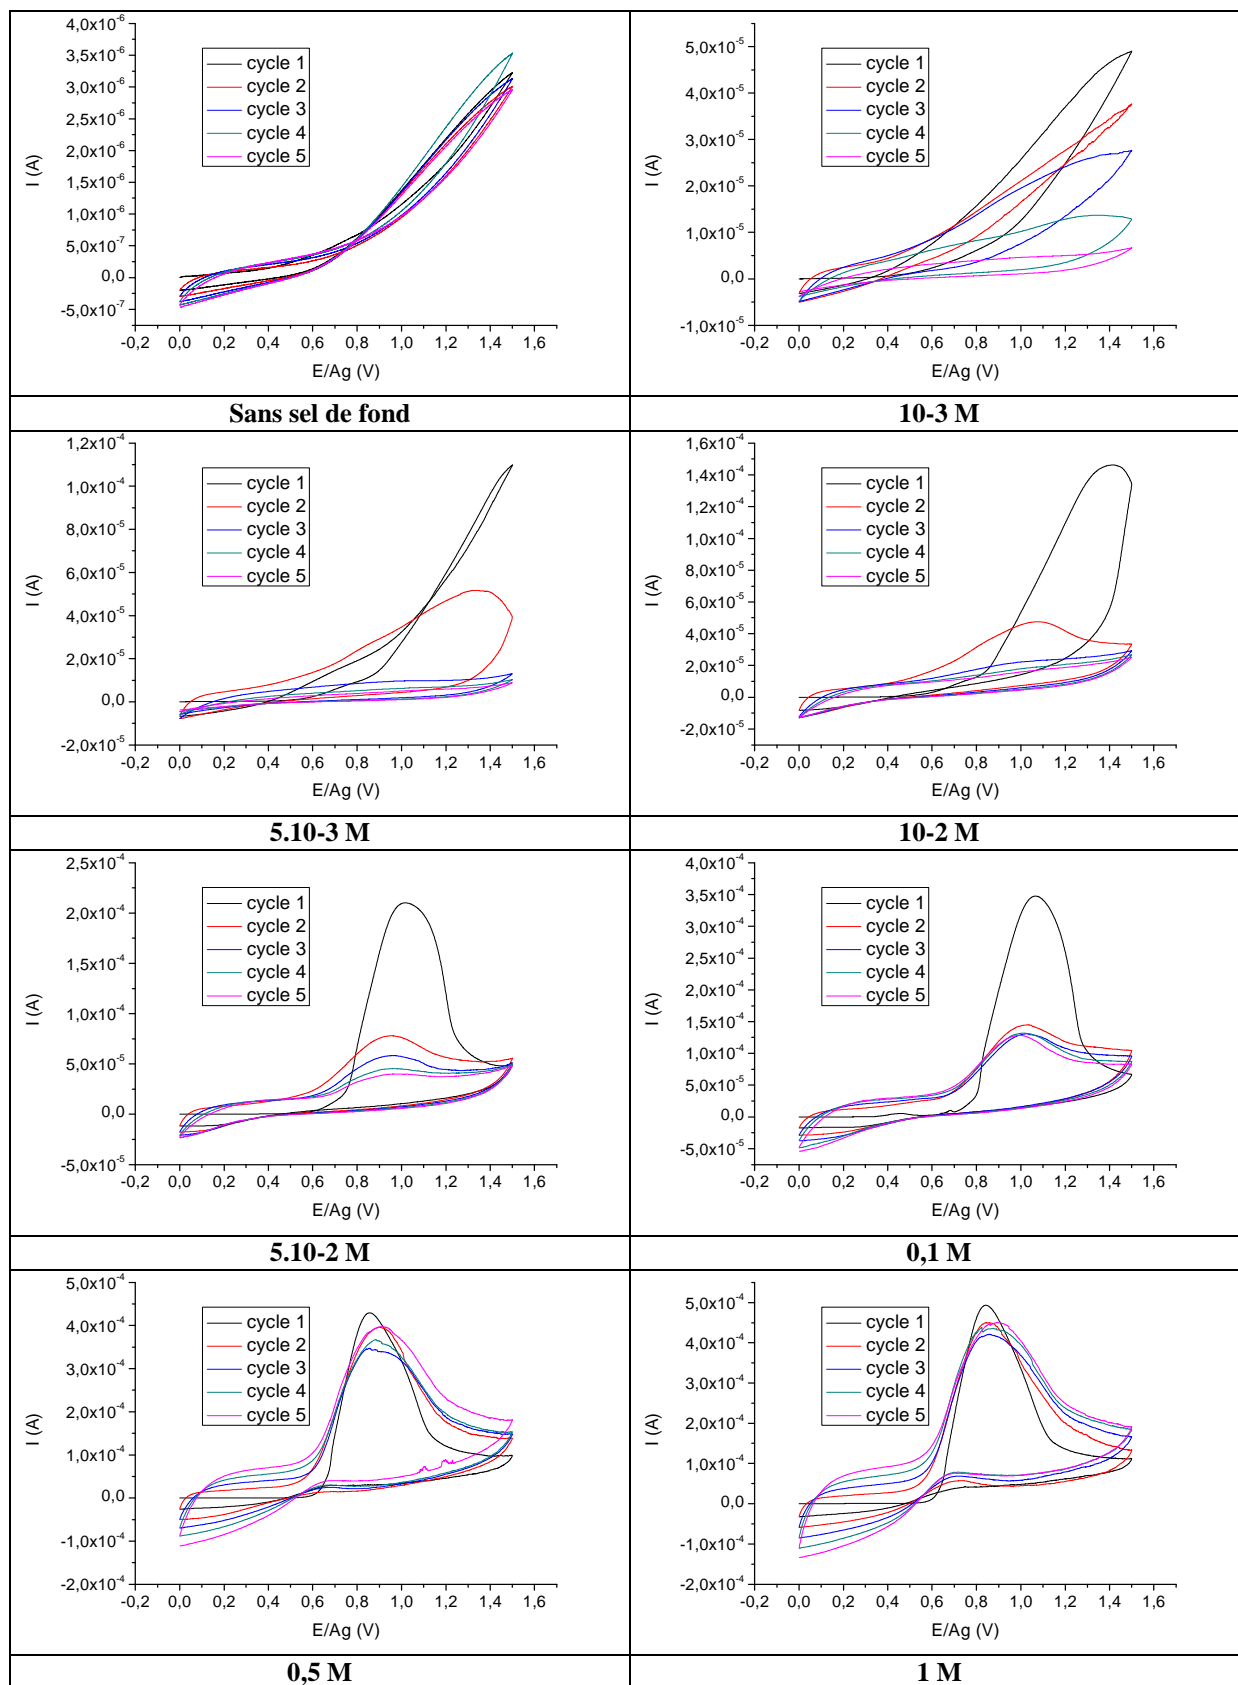 4,0x10-6
3,5x10-6
3,0x10-6
2,5x10-6
2,0x10-6
1,5x10-6
1,0x10-6
5,0x10-7
0,0
-5,0x10-7
I (A)
cycle 1
cycle 2
cycle 3
cycle 4
cycle 5
-0,2 0,0 0,2 0,4 0,6 0,8 1,0 1,2 1,4 1,6
E/Ag (V)
Sans sel de fond
5,0x10-5
4,0x10-5
3,0x10-5
2,0x10-5
1,0x10-5
0,0
-1,0x10-5
I (A)
cycle 1
cycle 2
cycle 3
cycle 4
cycle 5
-0,2 0,0 0,2 0,4 0,6 0,8 1,0 1,2 1,4 1,6
E/Ag (V)
10-3 M
1,2x10-4
1,0x10-4
8,0x10-5
6,0x10-5
4,0x10-5
2,0x10-5
0,0
-2,0x10-5
I (A)
cycle 1
cycle 2
cycle 3
cycle 4
cycle 5
-0,2 0,0 0,2 0,4 0,6 0,8 1,0 1,2 1,4 1,6
E/Ag (V)
5.10-3 M
1,6x10-4
1,4x10-4
1,2x10-4
1,0x10-4
8,0x10-5
6,0x10-5
4,0x10-5
2,0x10-5
0,0
-2,0x10-5
I (A)
cycle 1
cycle 2
cycle 3
cycle 4
cycle 5
-0,2 0,0 0,2 0,4 0,6 0,8 1,0 1,2 1,4 1,6
E/Ag (V)
10-2 M
2,5x10-4
2,0x10-4
1,5x10-4
1,0x10-4
5,0x10-5
0,0
-5,0x10-5
I (A)
cycle 1
cycle 2
cycle 3
cycle 4
cycle 5
-0,2 0,0 0,2 0,4 0,6 0,8 1,0 1,2 1,4 1,6
E/Ag (V)
5.10-2 M
4,0x10-4
3,5x10-4
3,0x10-4
2,5x10-4
2,0x10-4
1,5x10-4
1,0x10-4
5,0x10-5
0,0
-5,0x10-5
I (A)
cycle 1
cycle 2
cycle 3
cycle 4
cycle 5
-0,2 0,0 0,2 0,4 0,6 0,8 1,0 1,2 1,4 1,6
E/Ag (V)
0,1 M
5,0x10-4
4,0x10-4
3,0x10-4
2,0x10-4
1,0x10-4
0,0
-1,0x10-4
-2,0x10-4
I (A)
cycle 1
cycle 2
cycle 3
cycle 4
cycle 5
-0,2 0,0 0,2 0,4 0,6 0,8 1,0 1,2 1,4 1,6
E/Ag (V)
0,5 M
5,0x10-4
4,0x10-4
3,0x10-4
2,0x10-4
1,0x10-4
0,0
-1,0x10-4
-2,0x10-4
I (A)
cycle 1
cycle 2
cycle 3
cycle 4
cycle 5
-0,2 0,0 0,2 0,4 0,6 0,8 1,0 1,2 1,4 1,6
E/Ag (V)
1 M